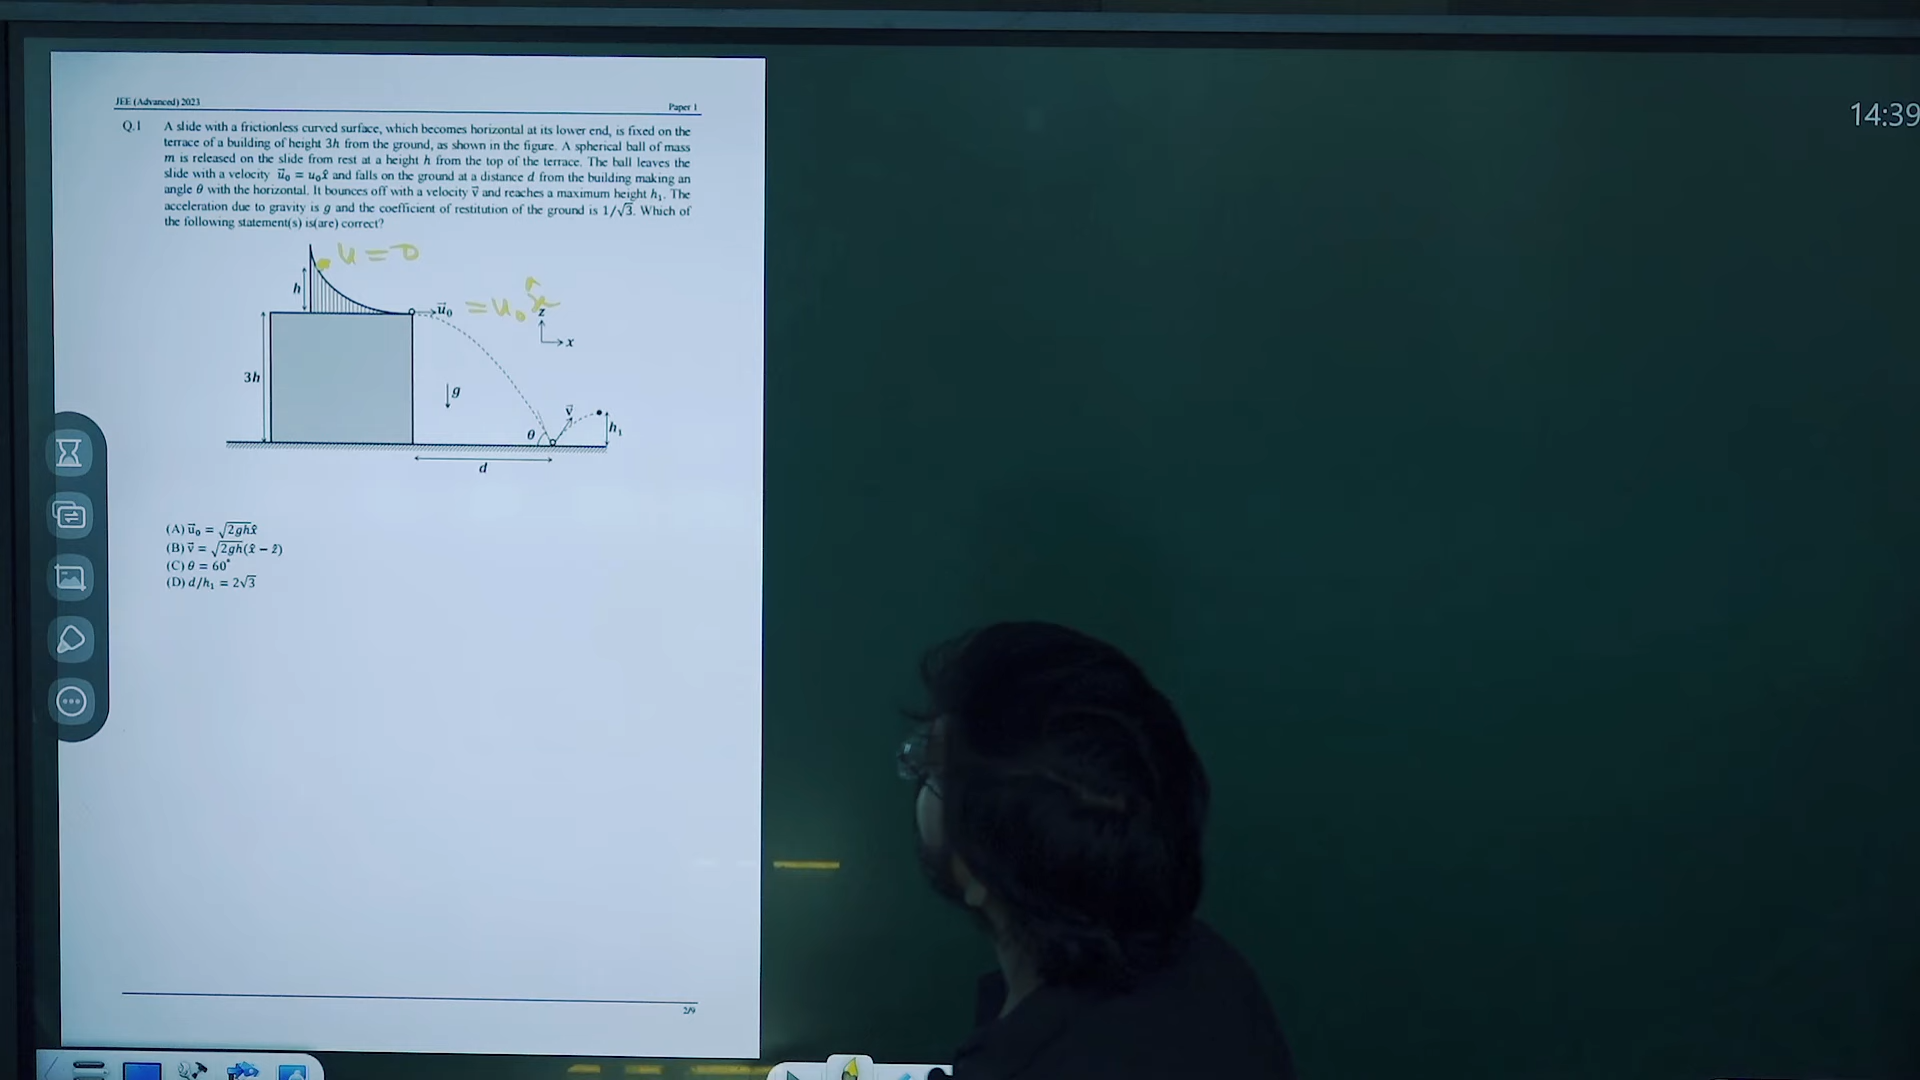 JEE (Advanced) 2023
Paper 1
14:39
Q.1 A slide with a frictionless curved surface, which becomes horizontal at its lower end, is fixed on the
terrace of a building of height 3h from the ground, as shown in the figure. A spherical ball of mass
m is released on the slide from rest at a height h from the top of the terrace. The ball leaves the
slide with a velocity u⃗₀ = u₀x̂ and falls on the ground at a distance d from the building making an
angle θ with the horizontal. It bounces off with a velocity v⃗ and reaches a maximum height h₁. The
acceleration due to gravity is g and the coefficient of restitution of the ground is 1/√3. Which of
the following statement(s) is(are) correct?
u = 0
h
u⃗₀ = u₀x̂
z
x
3h
g
v⃗
θ
h₁
d
(A) u⃗₀ = √2gh x̂
(B) v⃗ = √2gh(x̂ − ẑ)
(C) θ = 60°
(D) d/h₁ = 2√3
2/9